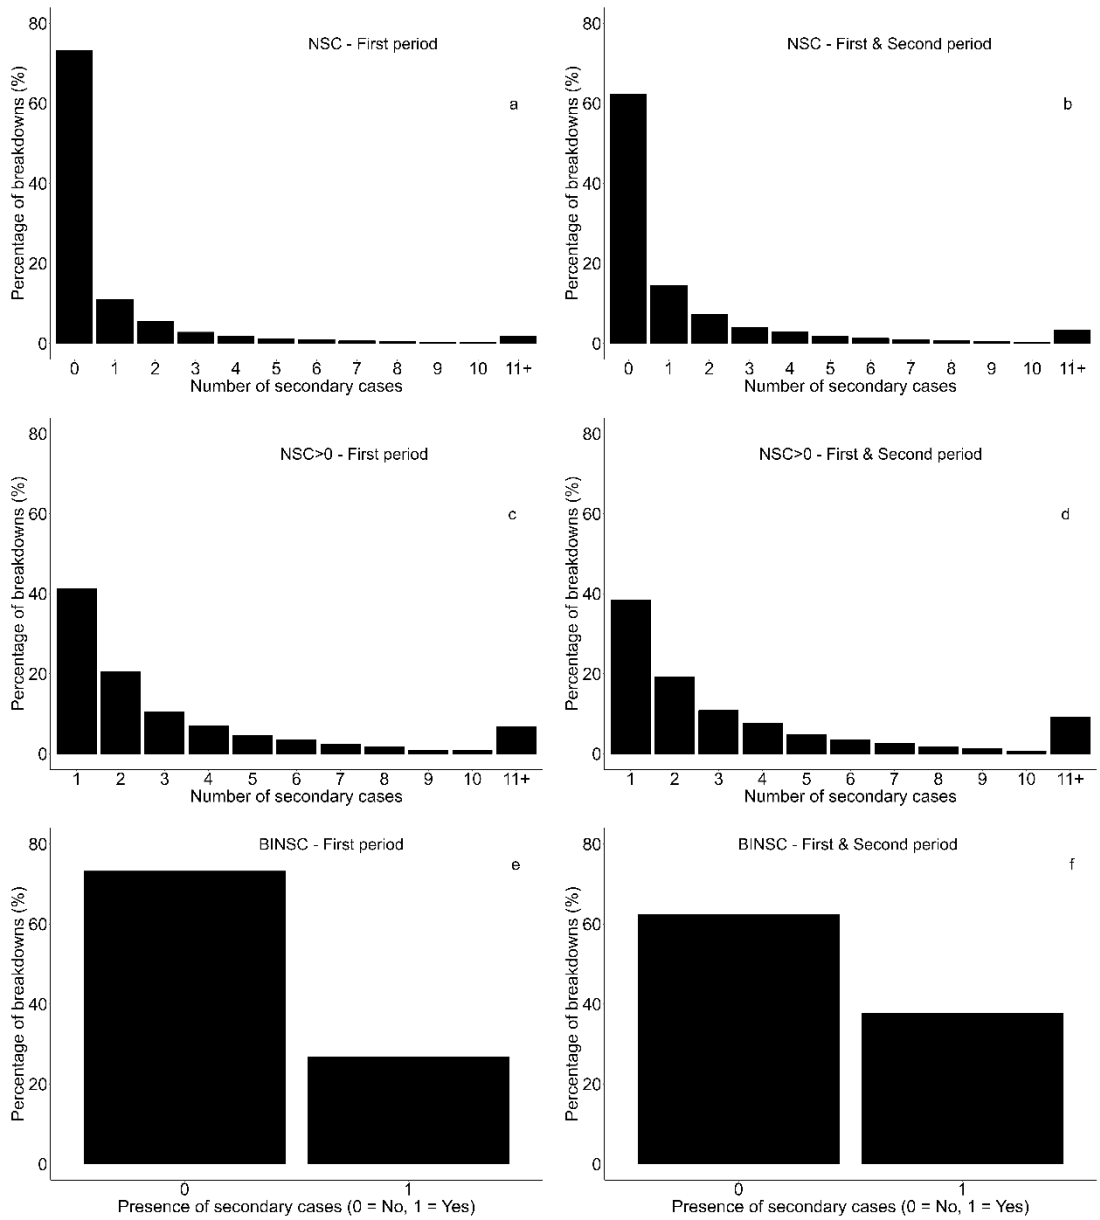 NSC - First period
a
80
60
40
20
0
Percentage of breakdowns (%)
0 1 2 3 4 5 6 7 8 9 10 11+
Number of secondary cases
NSC - First & Second period
b
80
60
40
20
0
Percentage of breakdowns (%)
0 1 2 3 4 5 6 7 8 9 10 11+
Number of secondary cases
NSC>0 - First period
c
80
60
40
20
0
Percentage of breakdowns (%)
1 2 3 4 5 6 7 8 9 10 11+
Number of secondary cases
NSC>0 - First & Second period
d
80
60
40
20
0
Percentage of breakdowns (%)
1 2 3 4 5 6 7 8 9 10 11+
Number of secondary cases
BINSC - First period
e
80
60
40
20
0
Percentage of breakdowns (%)
0 1
Presence of secondary cases (0 = No, 1 = Yes)
BINSC - First & Second period
f
80
60
40
20
0
Percentage of breakdowns (%)
0 1
Presence of secondary cases (0 = No, 1 = Yes)